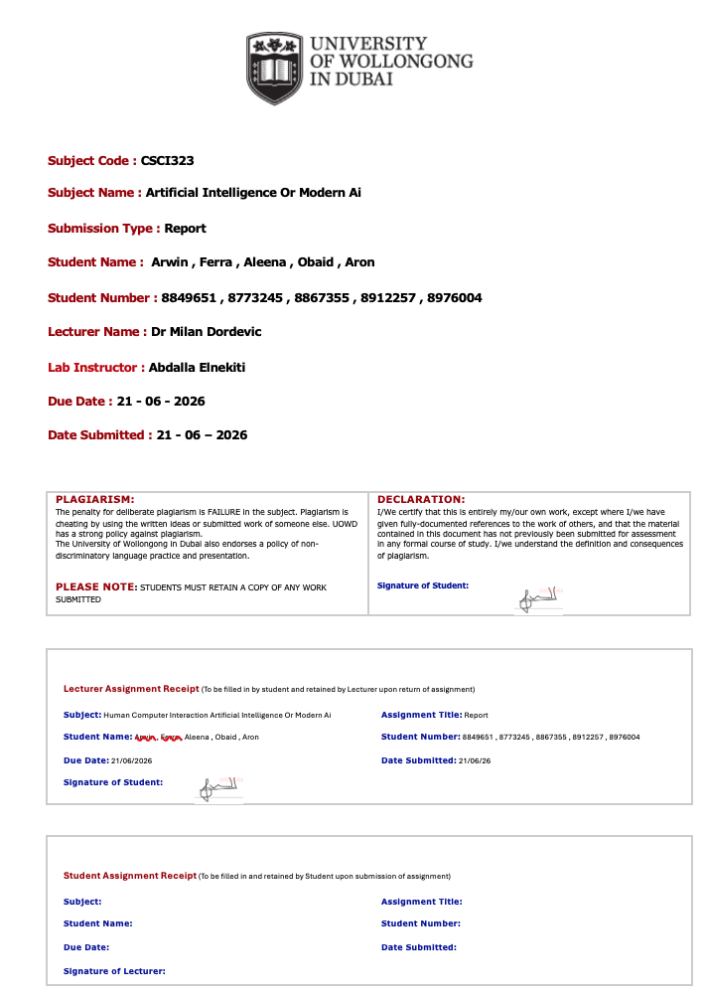 UNIVERSITY
OF WOLLONGONG
IN DUBAI
Subject Code : CSCI323
Subject Name : Artificial Intelligence Or Modern Ai
Submission Type : Report
Student Name : Arwin , Ferra , Aleena , Obaid , Aron
Student Number : 8849651 , 8773245 , 8867355 , 8912257 , 8976004
Lecturer Name : Dr Milan Dordevic
Lab Instructor : Abdalla Elnekiti
Due Date : 21 - 06 - 2026
Date Submitted : 21 - 06 – 2026
PLAGIARISM:
The penalty for deliberate plagiarism is FAILURE in the subject. Plagiarism is
cheating by using the written ideas or submitted work of someone else. UOWD
has a strong policy against plagiarism.
The University of Wollongong in Dubai also endorses a policy of non-
discriminatory language practice and presentation.
PLEASE NOTE: STUDENTS MUST RETAIN A COPY OF ANY WORK
SUBMITTED
DECLARATION:
I/We certify that this is entirely my/our own work, except where I/we have
given fully-documented references to the work of others, and that the material
contained in this document has not previously been submitted for assessment
in any formal course of study. I/we understand the definition and consequences
of plagiarism.
Signature of Student:
Lecturer Assignment Receipt (To be filled in by student and retained by Lecturer upon return of assignment)
Subject: Human Computer Interaction Artificial Intelligence Or Modern Ai
Assignment Title: Report
Student Name: Arwin , Ferra , Aleena , Obaid , Aron
Student Number: 8849651 , 8773245 , 8867355 , 8912257 , 8976004
Due Date: 21/06/2026
Date Submitted: 21/06/26
Signature of Student:
Student Assignment Receipt (To be filled in and retained by Student upon submission of assignment)
Subject:
Assignment Title:
Student Name:
Student Number:
Due Date:
Date Submitted:
Signature of Lecturer: